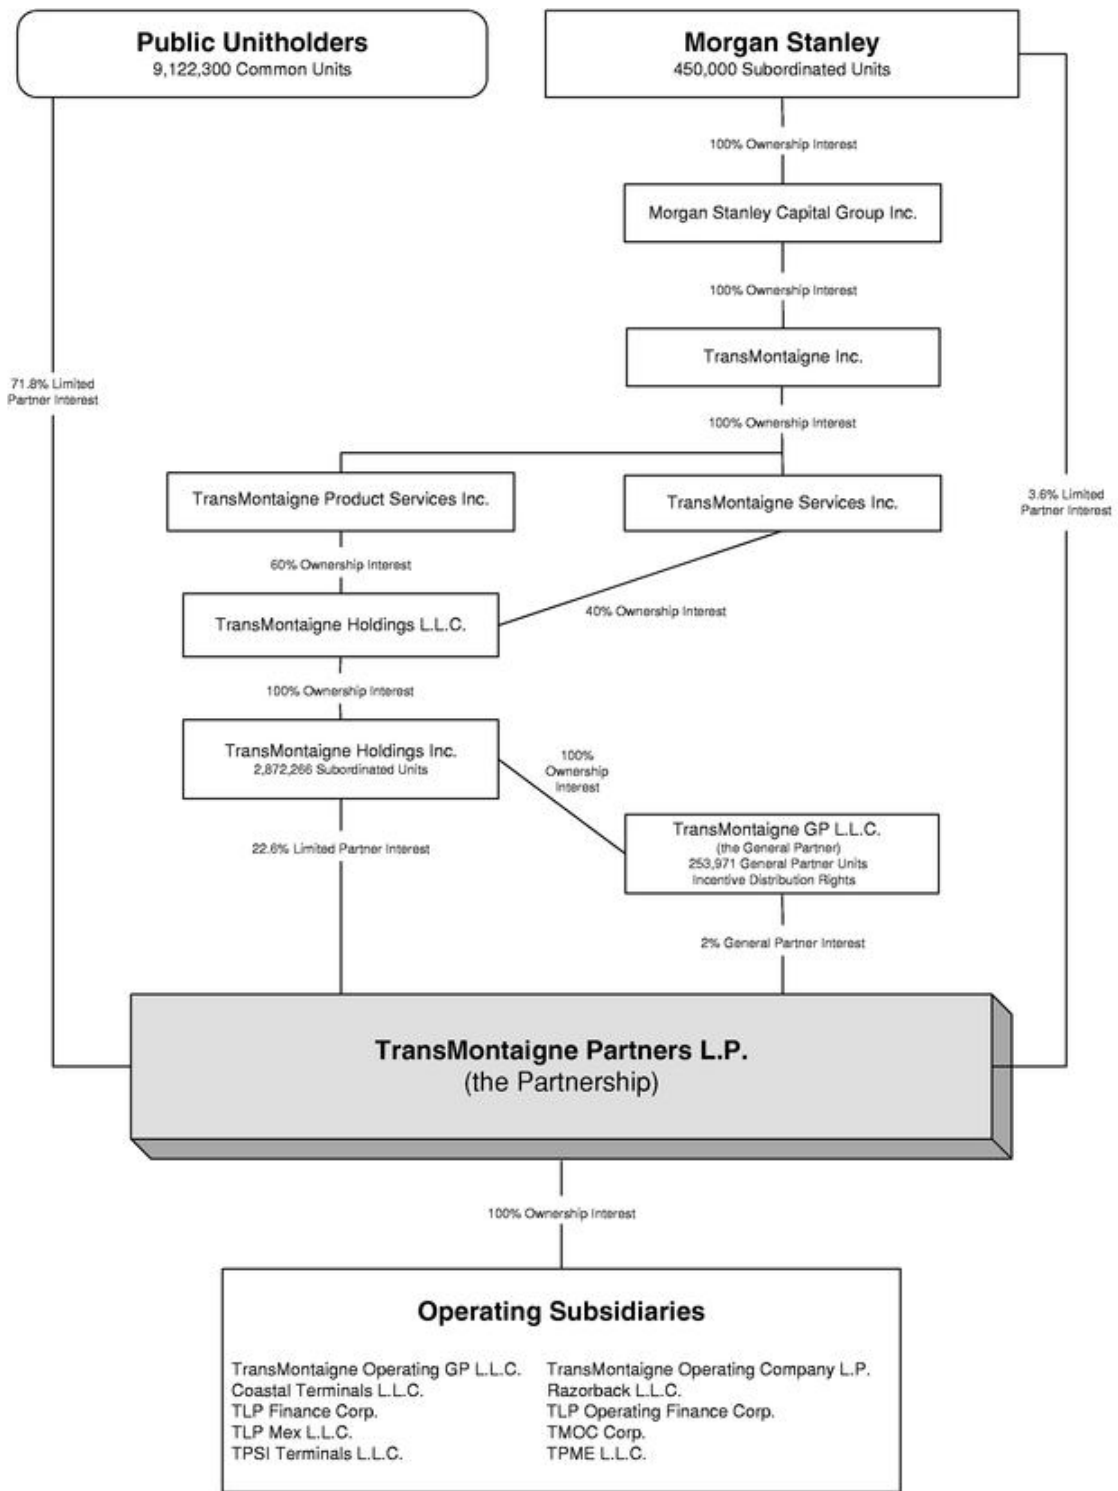 Public Unitholders
9,122,300 Common Units
Morgan Stanley
450,000 Subordinated Units
100% Ownership Interest
Morgan Stanley Capital Group Inc.
100% Ownership Interest
TransMontaigne Inc.
71.8% Limited
Partner Interest
100% Ownership Interest
TransMontaigne Product Services Inc.
TransMontaigne Services Inc.
3.6% Limited
Partner Interest
60% Ownership Interest
40% Ownership Interest
TransMontaigne Holdings L.L.C.
100% Ownership Interest
TransMontaigne Holdings Inc.
2,872,266 Subordinated Units
100%
Ownership
Interest
22.6% Limited Partner Interest
TransMontaigne GP L.L.C.
(the General Partner)
253,971 General Partner Units
Incentive Distribution Rights
2% General Partner Interest
TransMontaigne Partners L.P.
(the Partnership)
100% Ownership Interest
Operating Subsidiaries
TransMontaigne Operating GP L.L.C.
Coastal Terminals L.L.C.
TLP Finance Corp.
TLP Mex L.L.C.
TPSI Terminals L.L.C.
TransMontaigne Operating Company L.P.
Razorback L.L.C.
TLP Operating Finance Corp.
TMOC Corp.
TPME L.L.C.